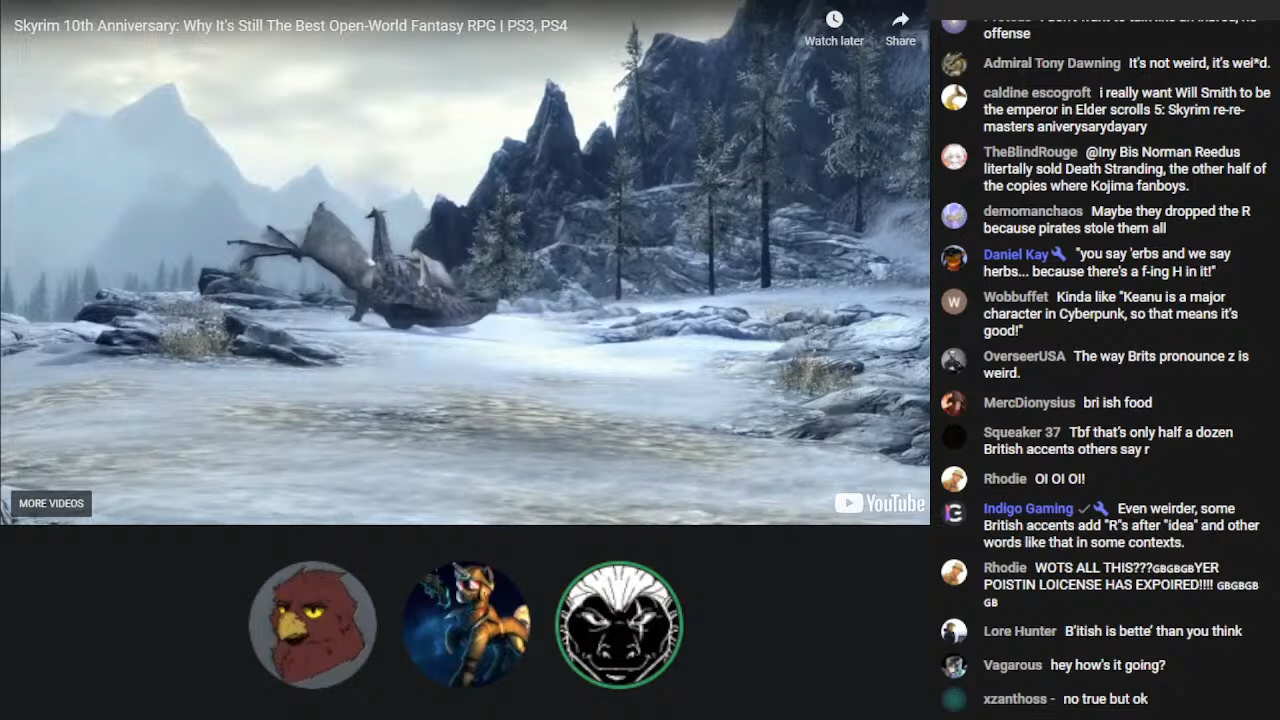 Skyrim 10th Anniversary: Why It's Still The Best Open-World Fantasy RPG | PS3, PS4
Watch later
Share
MORE VIDEOS
YouTube
offense
Admiral Tony Dawning It's not weird, it's wei*d.
caldine escogroft i really want Will Smith to be
the emperor in Elder scrolls 5: Skyrim re-re-
masters aniverysarydayary
TheBlindRouge @Iny Bis Norman Reedus
litertally sold Death Stranding, the other half of
the copies where Kojima fanboys.
demomanchaos Maybe they dropped the R
because pirates stole them all
Daniel Kay "you say 'erbs and we say
herbs... because there's a f-ing H in it!"
W
Wobbuffet Kinda like "Keanu is a major
character in Cyberpunk, so that means it's
good!"
OverseerUSA The way Brits pronounce z is
weird.
MercDionysius bri ish food
Squeaker 37 Tbf that's only half a dozen
British accents others say r
Rhodie OI OI OI!
Indigo Gaming Even weirder, some
British accents add "R"s after "idea" and other
words like that in some contexts.
Rhodie WOTS ALL THIS???GBGBGBYER
POISTIN LOICENSE HAS EXPOIRED!!!! GBGBGB
GB
Lore Hunter B'itish is bette' than you think
Vagarous hey how's it going?
xzanthoss - no true but ok